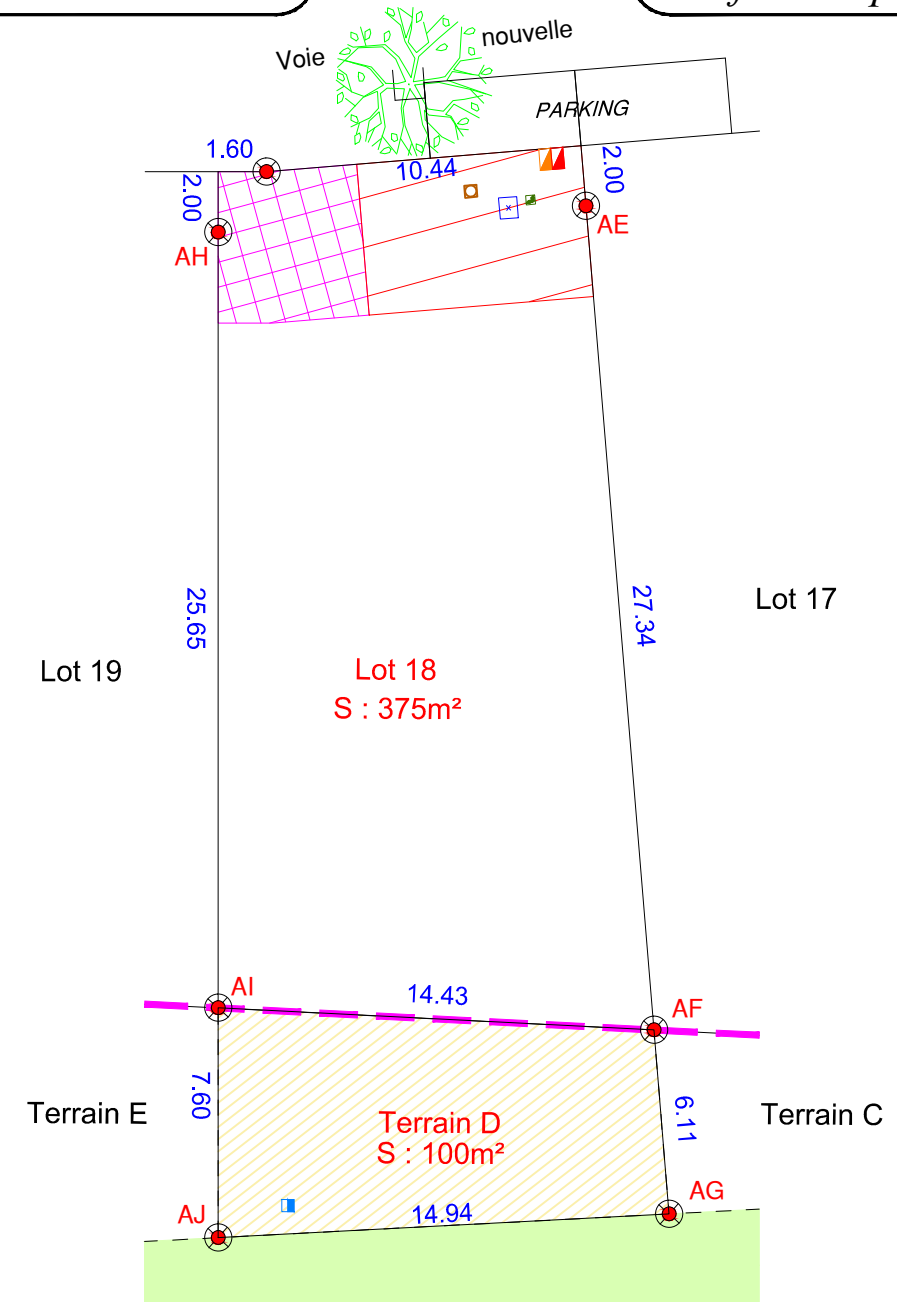 Voie nouvelle
PARKING
1.60
10.44
2.00
2.00
AH
AE
25.65
27.34
Lot 17
Lot 19
Lot 18
S : 375m²
AI
14.43
AF
7.60
6.11
Terrain E
Terrain D
S : 100m²
Terrain C
AJ
14.94
AG